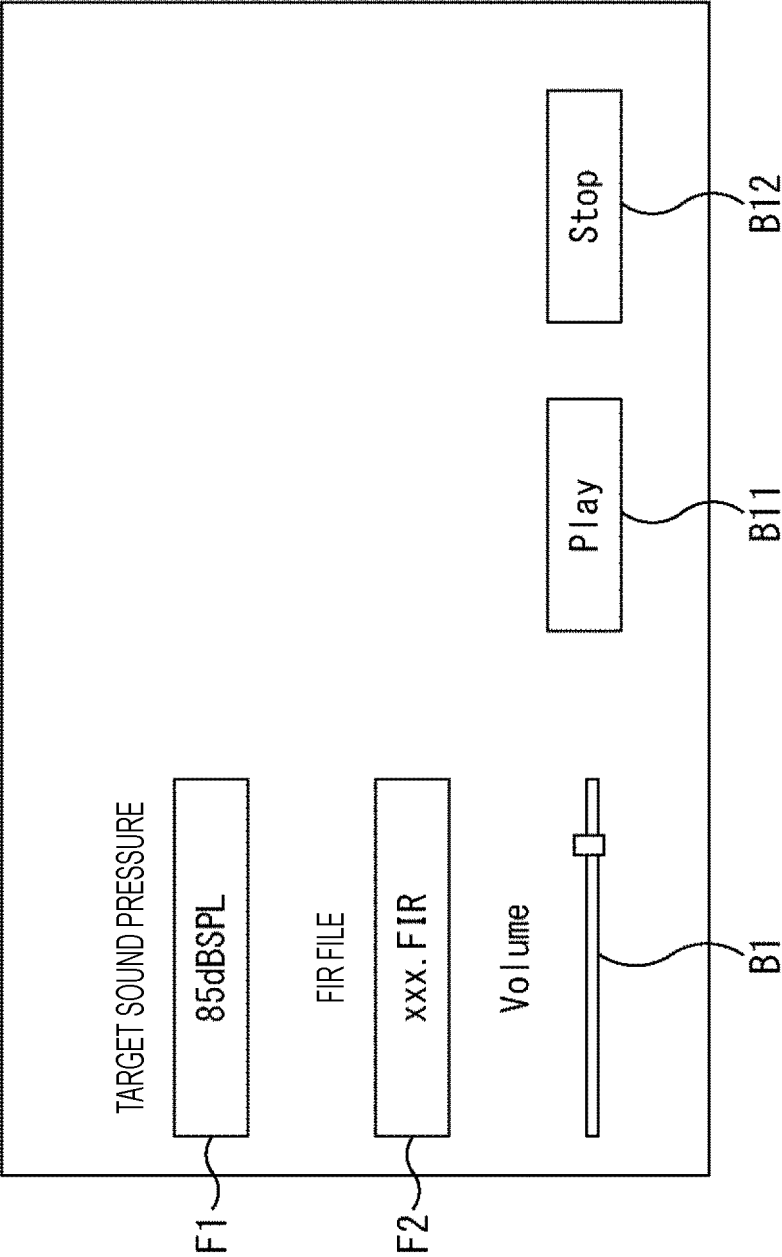 TARGET SOUND PRESSURE
F1
85dBSPL
FIR FILE
F2
xxx.FIR
Volume
Play
Stop
B1
B11
B12